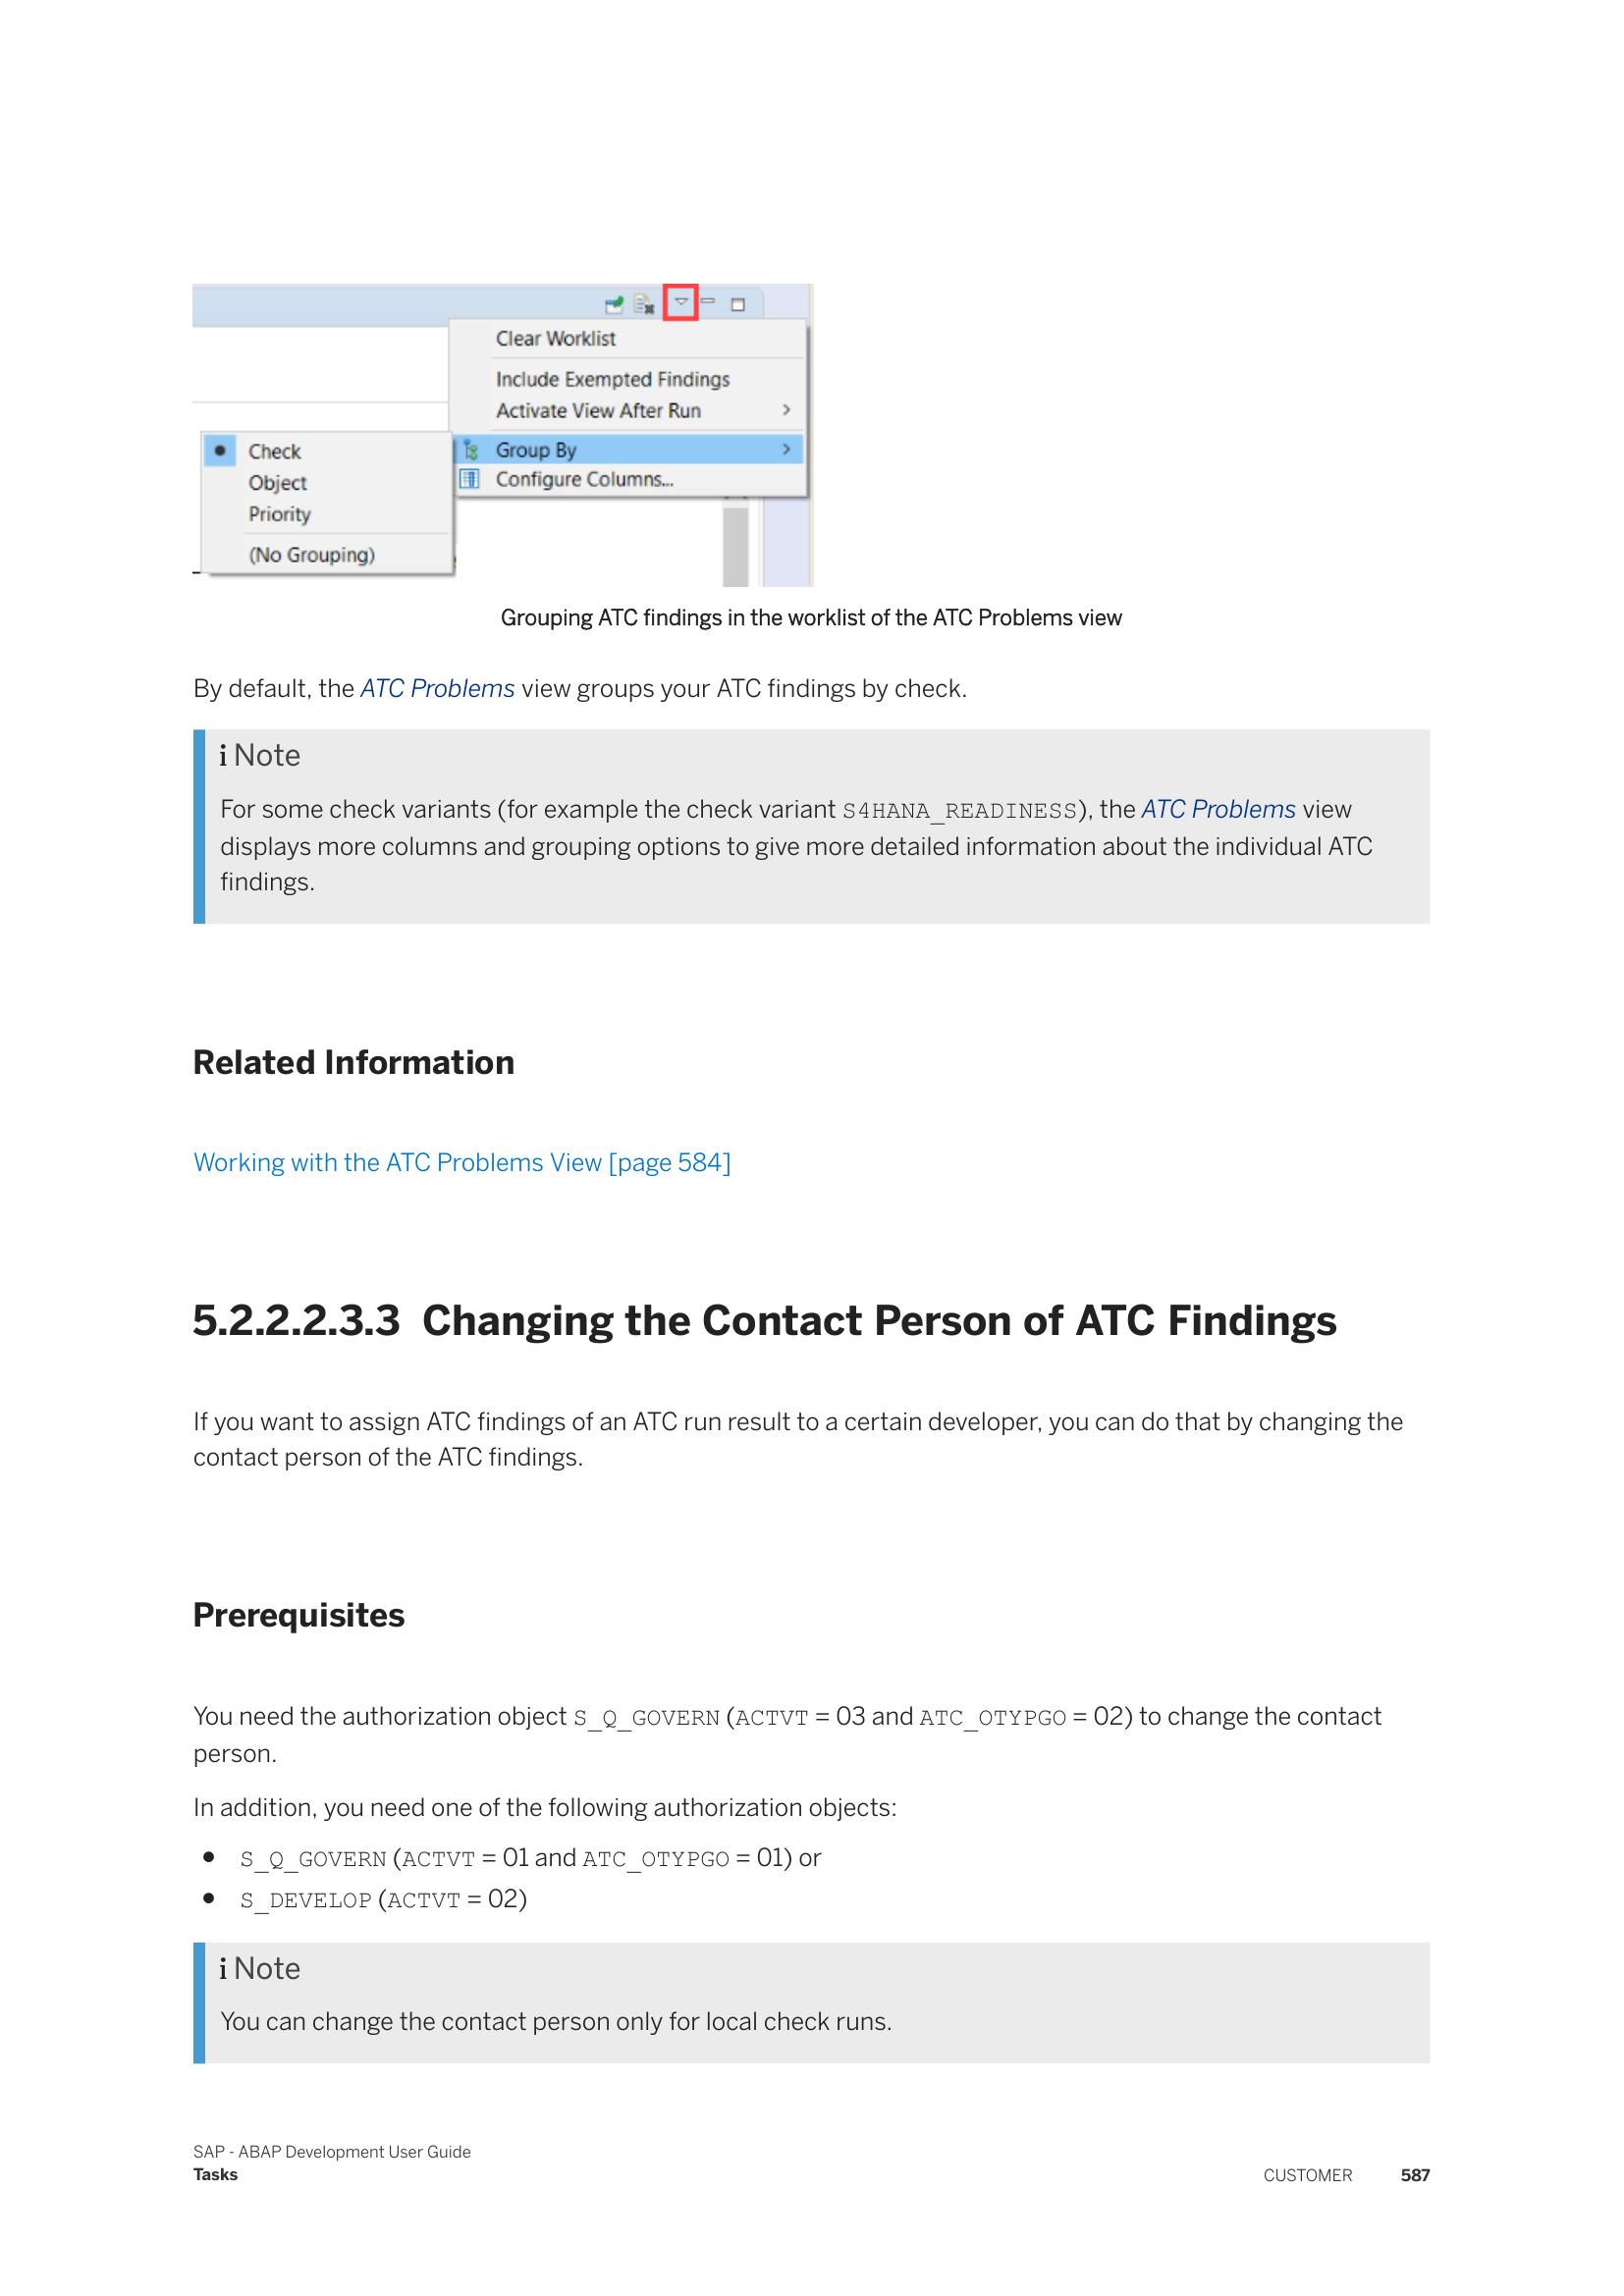 Clear Worklist
Include Exempted Findings
Activate View After Run
Group By
Configure Columns...
Check
Object
Priority
(No Grouping)
Grouping ATC findings in the worklist of the ATC Problems view
By default, the ATC Problems view groups your ATC findings by check.
i Note
For some check variants (for example the check variant S4HANA_READINESS), the ATC Problems view
displays more columns and grouping options to give more detailed information about the individual ATC
findings.
Related Information
Working with the ATC Problems View [page 584]
5.2.2.2.3.3 Changing the Contact Person of ATC Findings
If you want to assign ATC findings of an ATC run result to a certain developer, you can do that by changing the
contact person of the ATC findings.
Prerequisites
You need the authorization object S_Q_GOVERN (ACTVT = 03 and ATC_OTYPGO = 02) to change the contact
person.
In addition, you need one of the following authorization objects:
• S_Q_GOVERN (ACTVT = 01 and ATC_OTYPGO = 01) or
• S_DEVELOP (ACTVT = 02)
i Note
You can change the contact person only for local check runs.
SAP - ABAP Development User Guide
Tasks
CUSTOMER 587